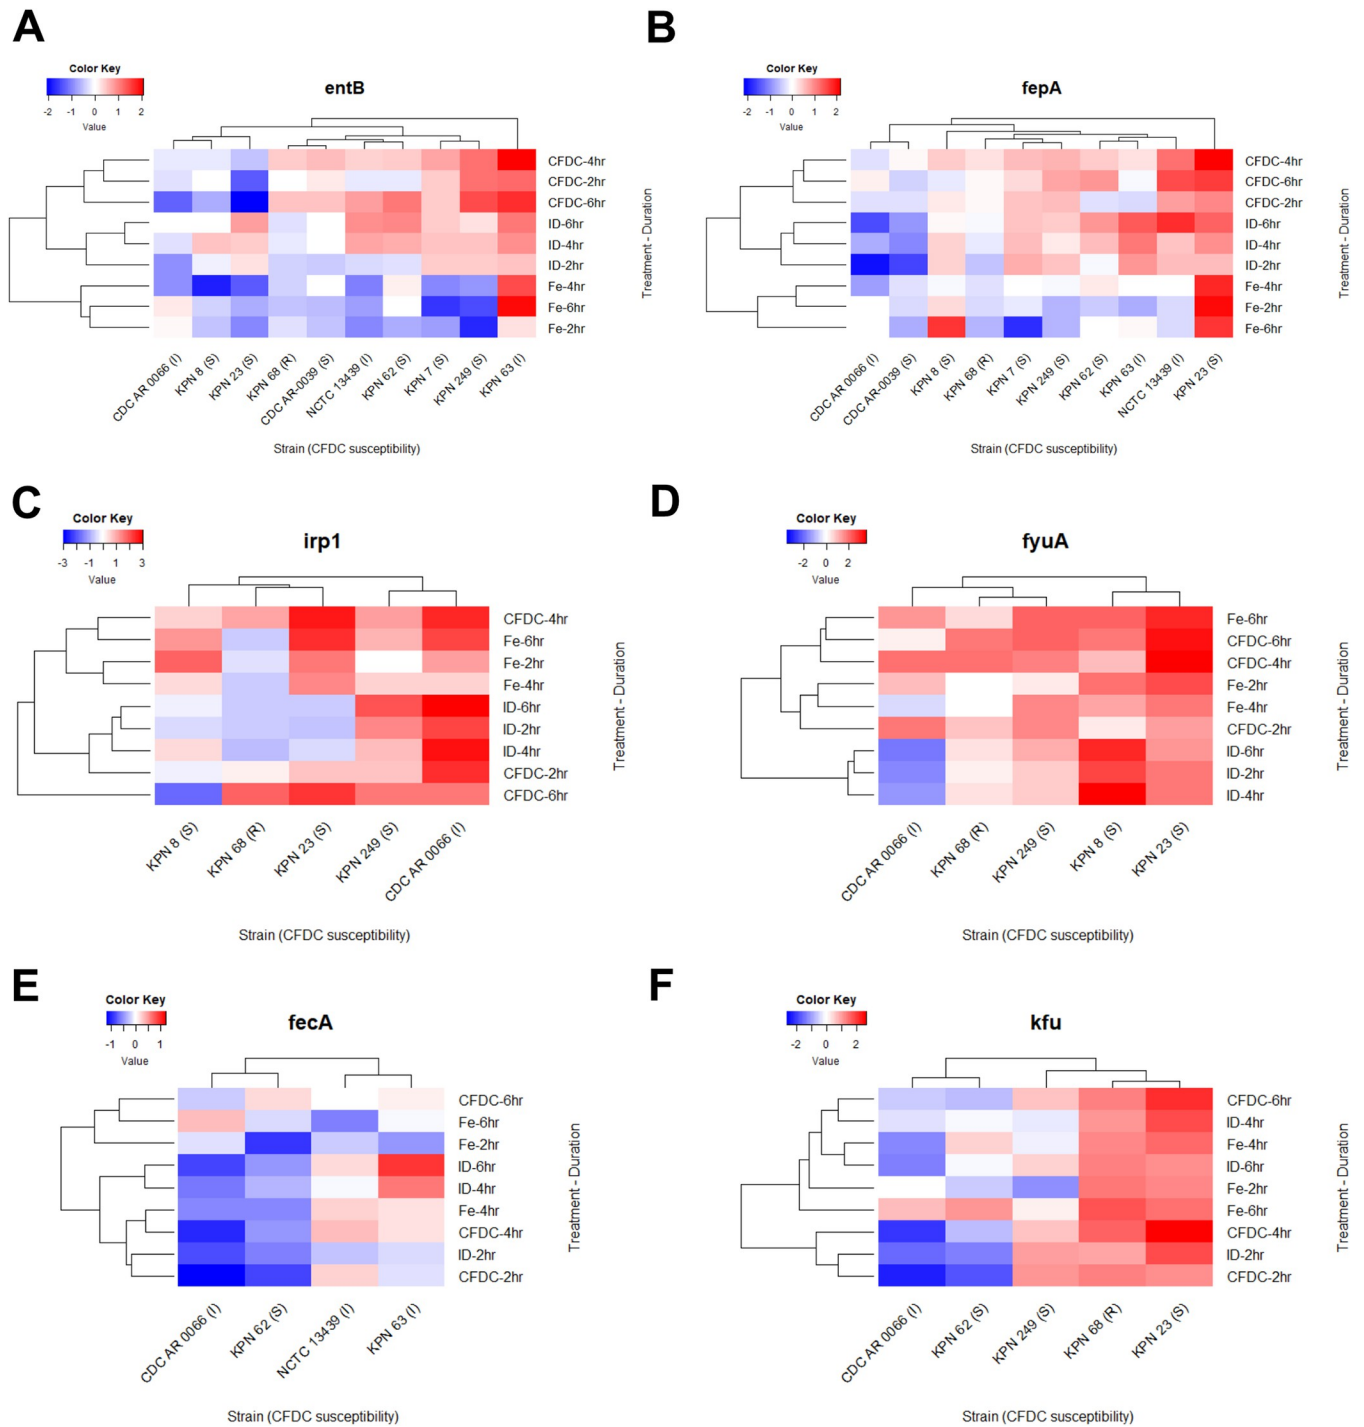 A
Color Key
-2 -1 0 1 2
Value
entB
CFDC-4hr
CFDC-2hr
CFDC-6hr
ID-6hr
ID-4hr
ID-2hr
Fe-4hr
Fe-6hr
Fe-2hr
Treatment - Duration
CDC AR 0066 (I)
KPN 8 (S)
KPN 23 (S)
KPN 68 (R)
CDC AR-0039 (S)
NCTC 13439 (I)
KPN 62 (S)
KPN 7 (S)
KPN 249 (S)
KPN 63 (I)
Strain (CFDC susceptibility)
B
Color Key
-2 -1 0 1 2
Value
fepA
CFDC-4hr
CFDC-6hr
CFDC-2hr
ID-6hr
ID-4hr
ID-2hr
Fe-4hr
Fe-2hr
Fe-6hr
Treatment - Duration
CDC AR 0066 (I)
CDC AR-0039 (S)
KPN 8 (S)
KPN 68 (R)
KPN 7 (S)
KPN 249 (S)
KPN 62 (S)
KPN 63 (I)
NCTC 13439 (I)
KPN 23 (S)
Strain (CFDC susceptibility)
C
Color Key
-3 -1 1 3
Value
irp1
CFDC-4hr
Fe-6hr
Fe-2hr
Fe-4hr
ID-6hr
ID-2hr
ID-4hr
CFDC-2hr
CFDC-6hr
Treatment - Duration
KPN 8 (S)
KPN 68 (R)
KPN 23 (S)
KPN 249 (S)
CDC AR 0066 (I)
Strain (CFDC susceptibility)
D
Color Key
-2 0 2
Value
fyuA
Fe-6hr
CFDC-6hr
CFDC-4hr
Fe-2hr
Fe-4hr
CFDC-2hr
ID-6hr
ID-2hr
ID-4hr
Treatment - Duration
CDC AR 0066 (I)
KPN 68 (R)
KPN 249 (S)
KPN 8 (S)
KPN 23 (S)
Strain (CFDC susceptibility)
E
Color Key
-1 0 1
Value
fecA
CFDC-6hr
Fe-6hr
Fe-2hr
ID-6hr
ID-4hr
Fe-4hr
CFDC-4hr
ID-2hr
CFDC-2hr
Treatment - Duration
CDC AR 0066 (I)
KPN 62 (S)
NCTC 13439 (I)
KPN 63 (I)
Strain (CFDC susceptibility)
F
Color Key
-2 0 2
Value
kfu
CFDC-6hr
ID-4hr
Fe-4hr
ID-6hr
Fe-2hr
Fe-6hr
CFDC-4hr
ID-2hr
CFDC-2hr
Treatment - Duration
CDC AR 0066 (I)
KPN 62 (S)
KPN 249 (S)
KPN 68 (R)
KPN 23 (S)
Strain (CFDC susceptibility)